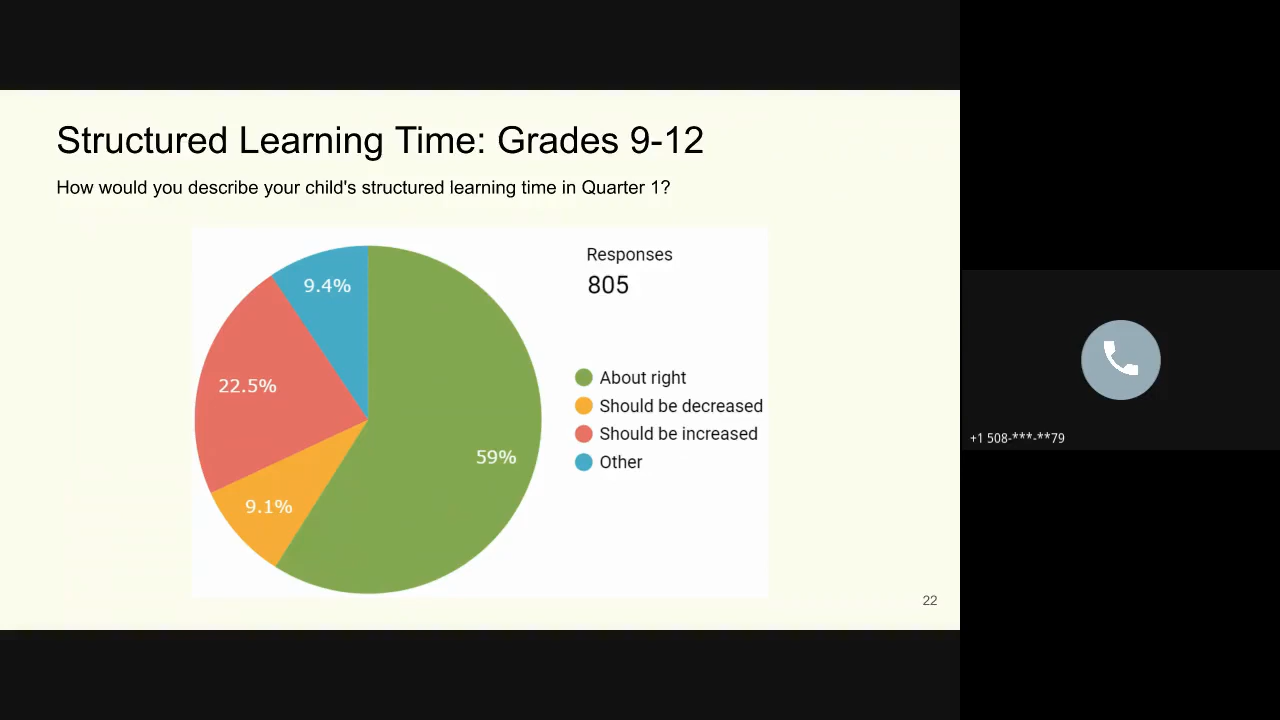 Structured Learning Time: Grades 9-12
How would you describe your child's structured learning time in Quarter 1?
Responses
805
9.4%
22.5%
59%
9.1%
About right
Should be decreased
Should be increased
Other
22
+1 508-***-**79